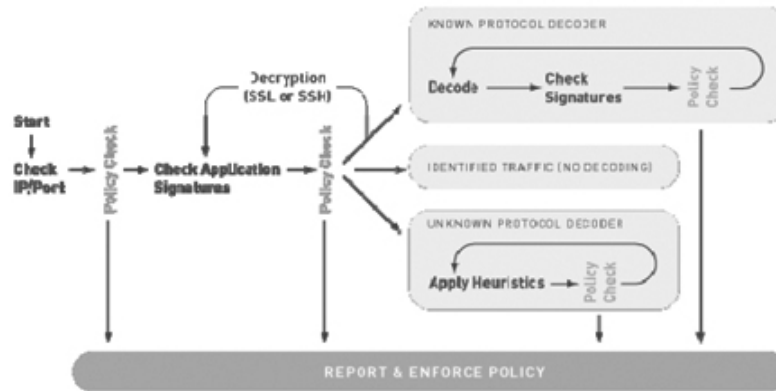 KNOWN PROTOCOL DECODER
Decryption
(SSL or SSH)
Decode
Check
Signatures
Policy
Check
Start
Check
IP/Port
Policy Check
Check Application
Signatures
Policy Check
IDENTIFIED TRAFFIC (NO DECODING)
UNKNOWN PROTOCOL DECODER
Apply Heuristics
Policy
Check
REPORT & ENFORCE POLICY